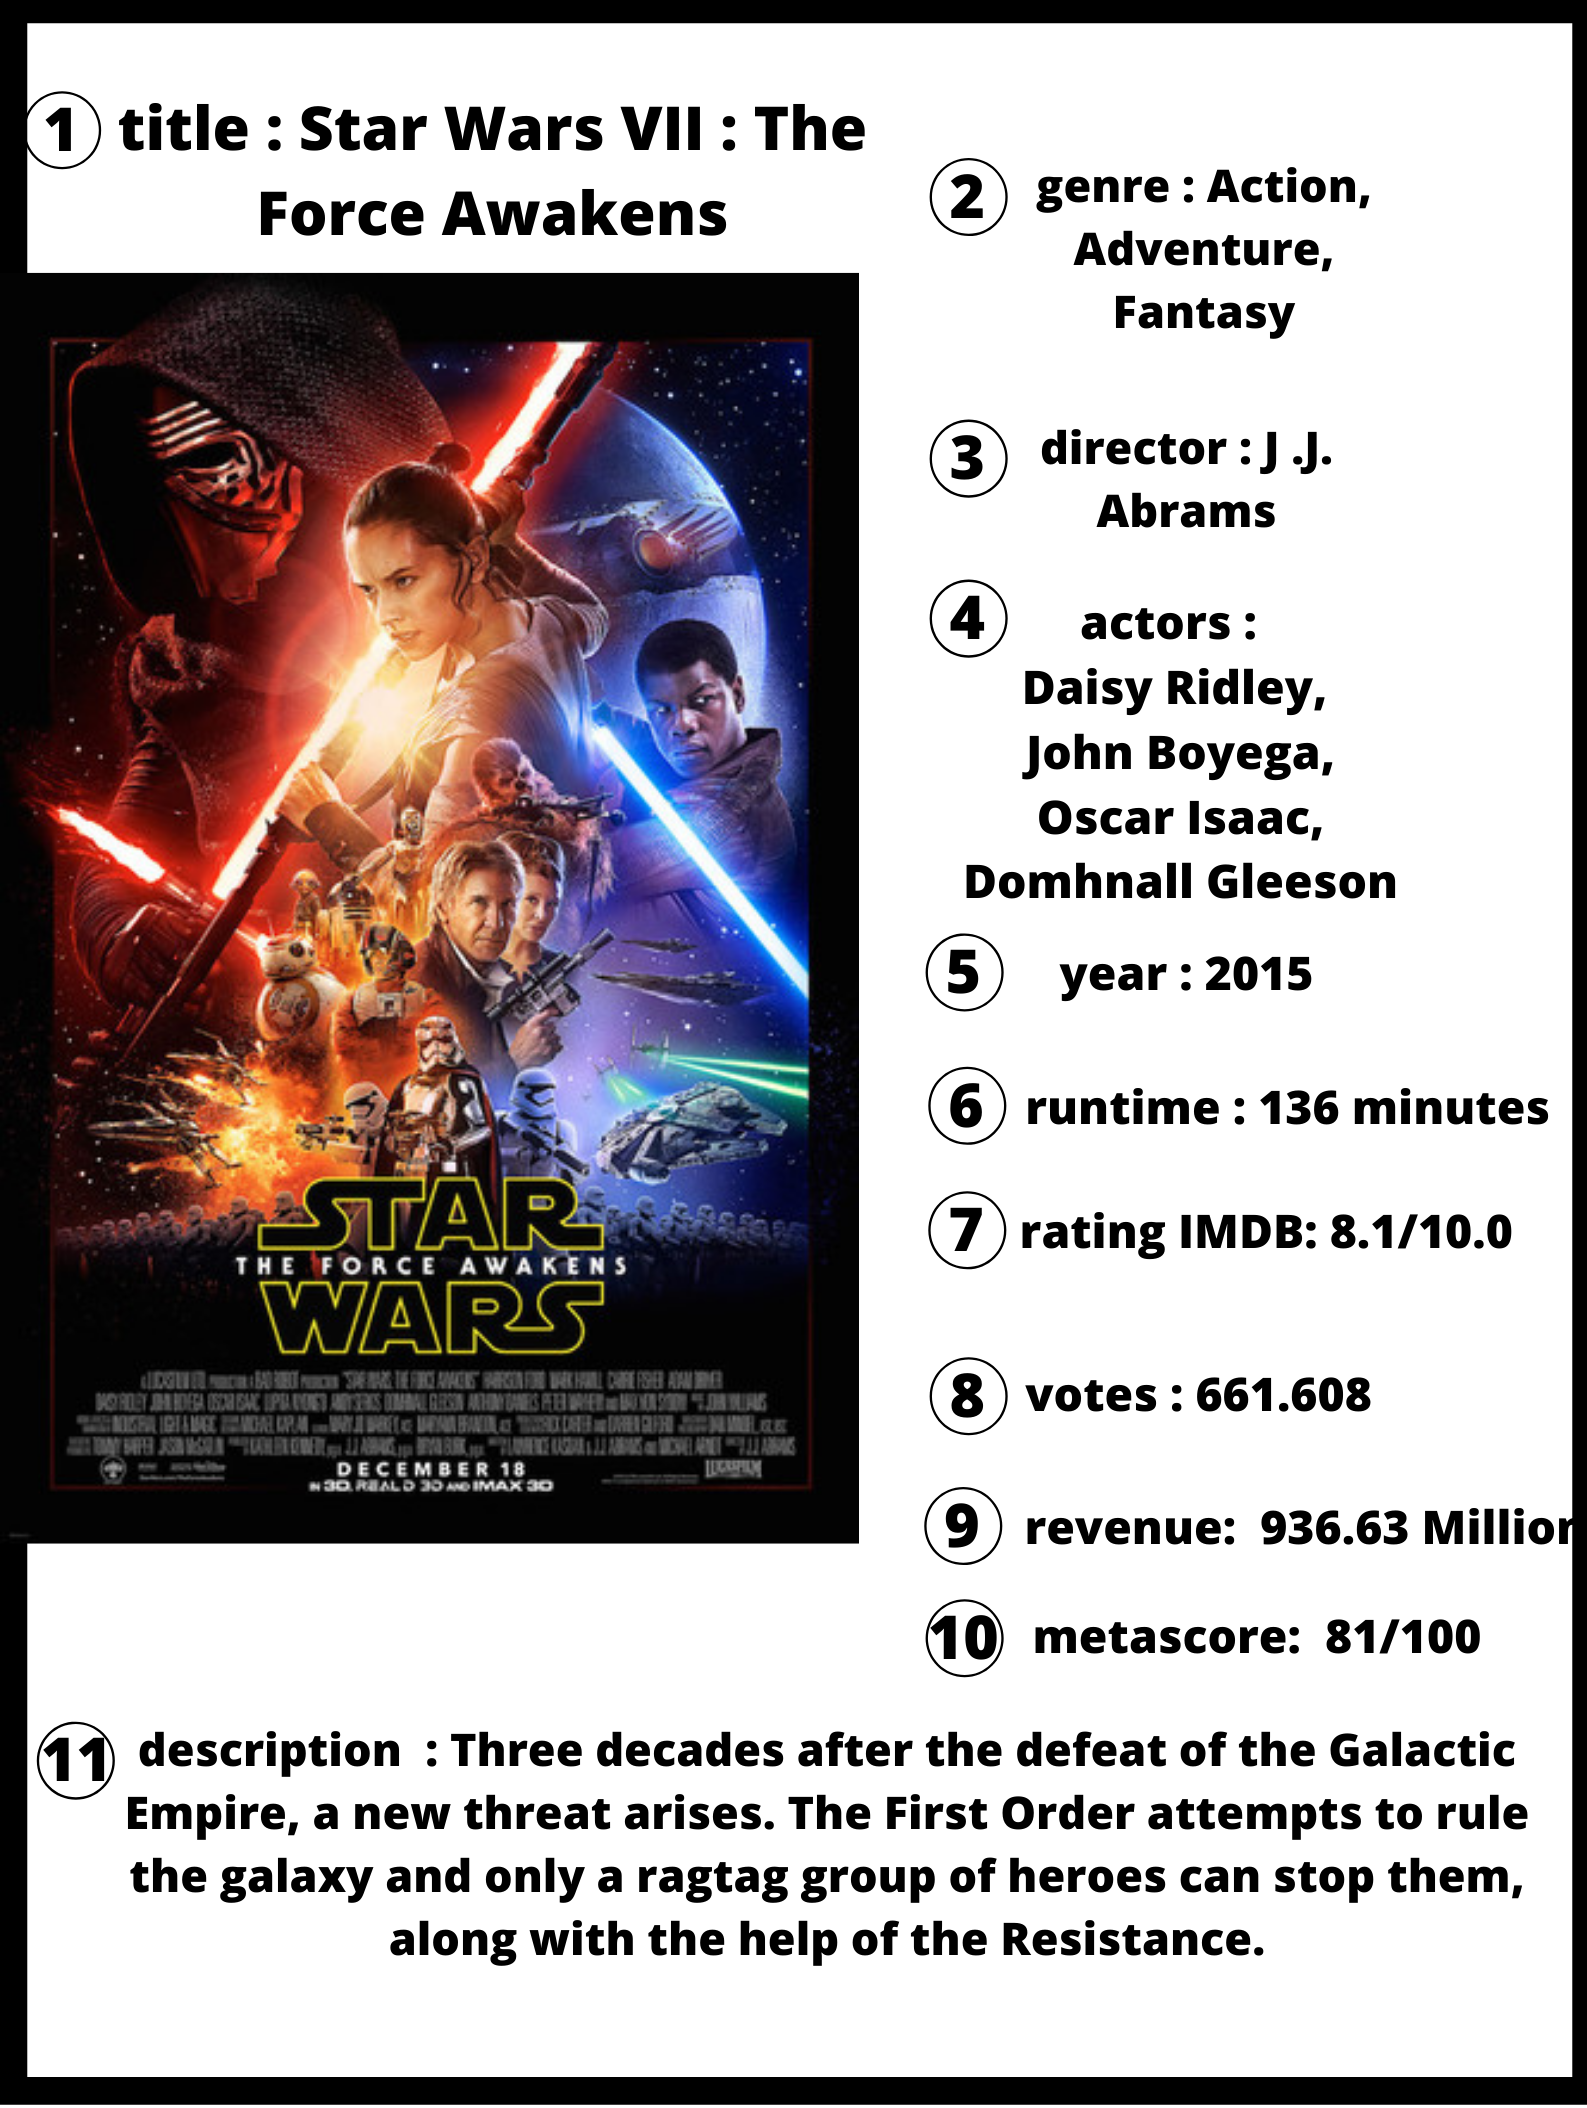 1 title : Star Wars VII : The
Force Awakens
2 genre : Action,
Adventure,
Fantasy
3 director : J .J.
Abrams
4 actors :
Daisy Ridley,
John Boyega,
Oscar Isaac,
Domhnall Gleeson
5 year : 2015
6 runtime : 136 minutes
7 rating IMDB: 8.1/10.0
8 votes : 661.608
9 revenue: 936.63 Million
10 metascore: 81/100
STAR
THE FORCE AWAKENS
WARS
DECEMBER 18
IN 3D, REAL D 3D AND IMAX 3D
11 description : Three decades after the defeat of the Galactic
Empire, a new threat arises. The First Order attempts to rule
the galaxy and only a ragtag group of heroes can stop them,
along with the help of the Resistance.